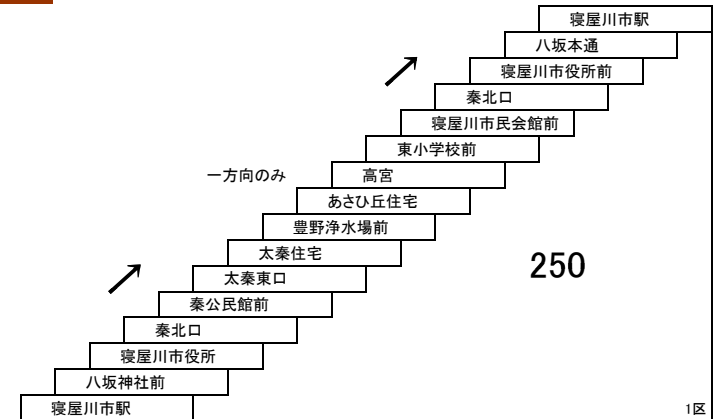 寝屋川市駅
八坂本通
寝屋川市役所前
秦北口
寝屋川市民会館前
東小学校前
一方向のみ
高宮
あさひ丘住宅
豊野浄水場前
太秦住宅
250
太秦東口
秦公民館前
秦北口
寝屋川市役所
八坂神社前
寝屋川市駅
1区